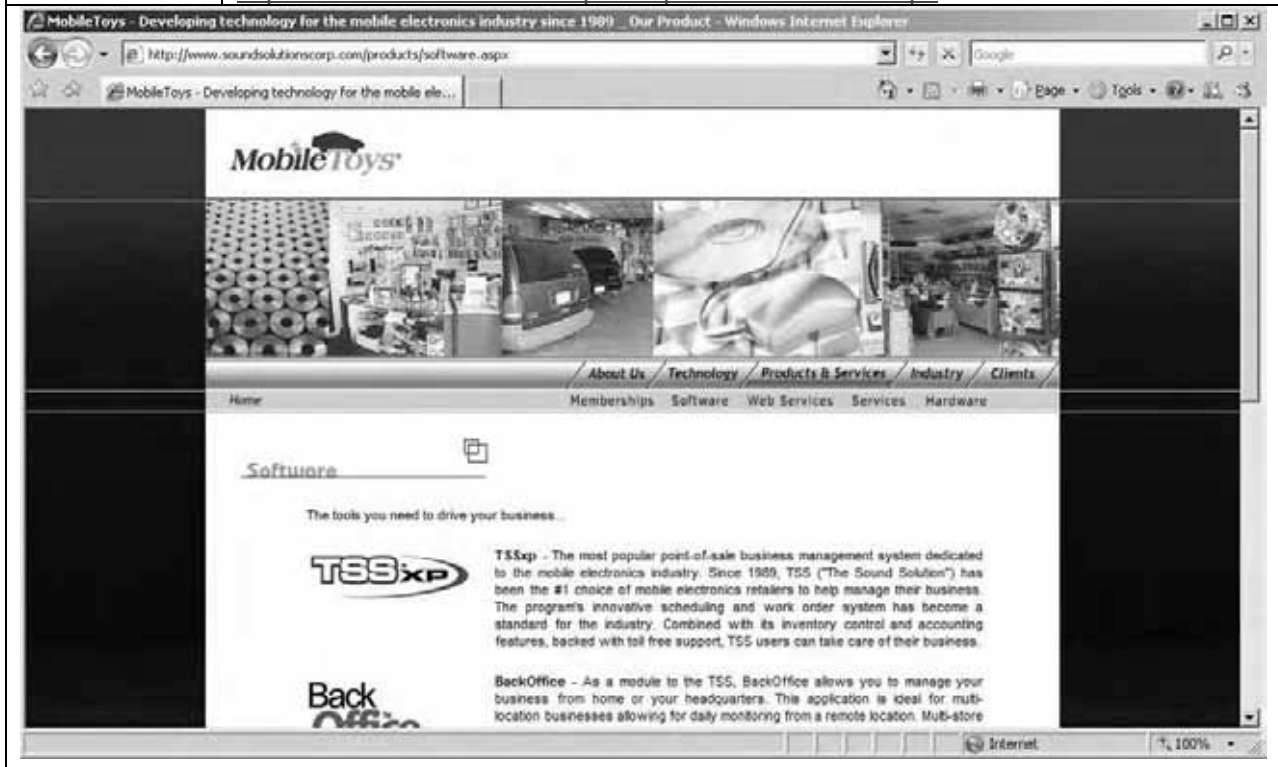 MobileToys - Developing technology for the mobile electronics industry since 1989 _ Our Product - Windows Internet Explorer
http://www.soundsolutionscorp.com/products/software.aspx
Google
MobileToys - Developing technology for the mobile ele...
Page Tools
MobileToys
About Us / Technology / Products & Services / Industry / Clients /
Home Memberships Software Web Services Services Hardware
Software
The tools you need to drive your business...
TSSxp
TSSxp - The most popular point-of-sale business management system dedicated
to the mobile electronics industry. Since 1989, TSS ("The Sound Solution") has
been the #1 choice of mobile electronics retailers to help manage their business.
The program's innovative scheduling and work order system has become a
standard for the industry. Combined with its inventory control and accounting
features, backed with toll free support, TSS users can take care of their business.
Back
Office
BackOffice - As a module to the TSS, BackOffice allows you to manage your
business from home or your headquarters. This application is ideal for multi-
location businesses allowing for daily monitoring from a remote location. Multi-store
Internet 100%